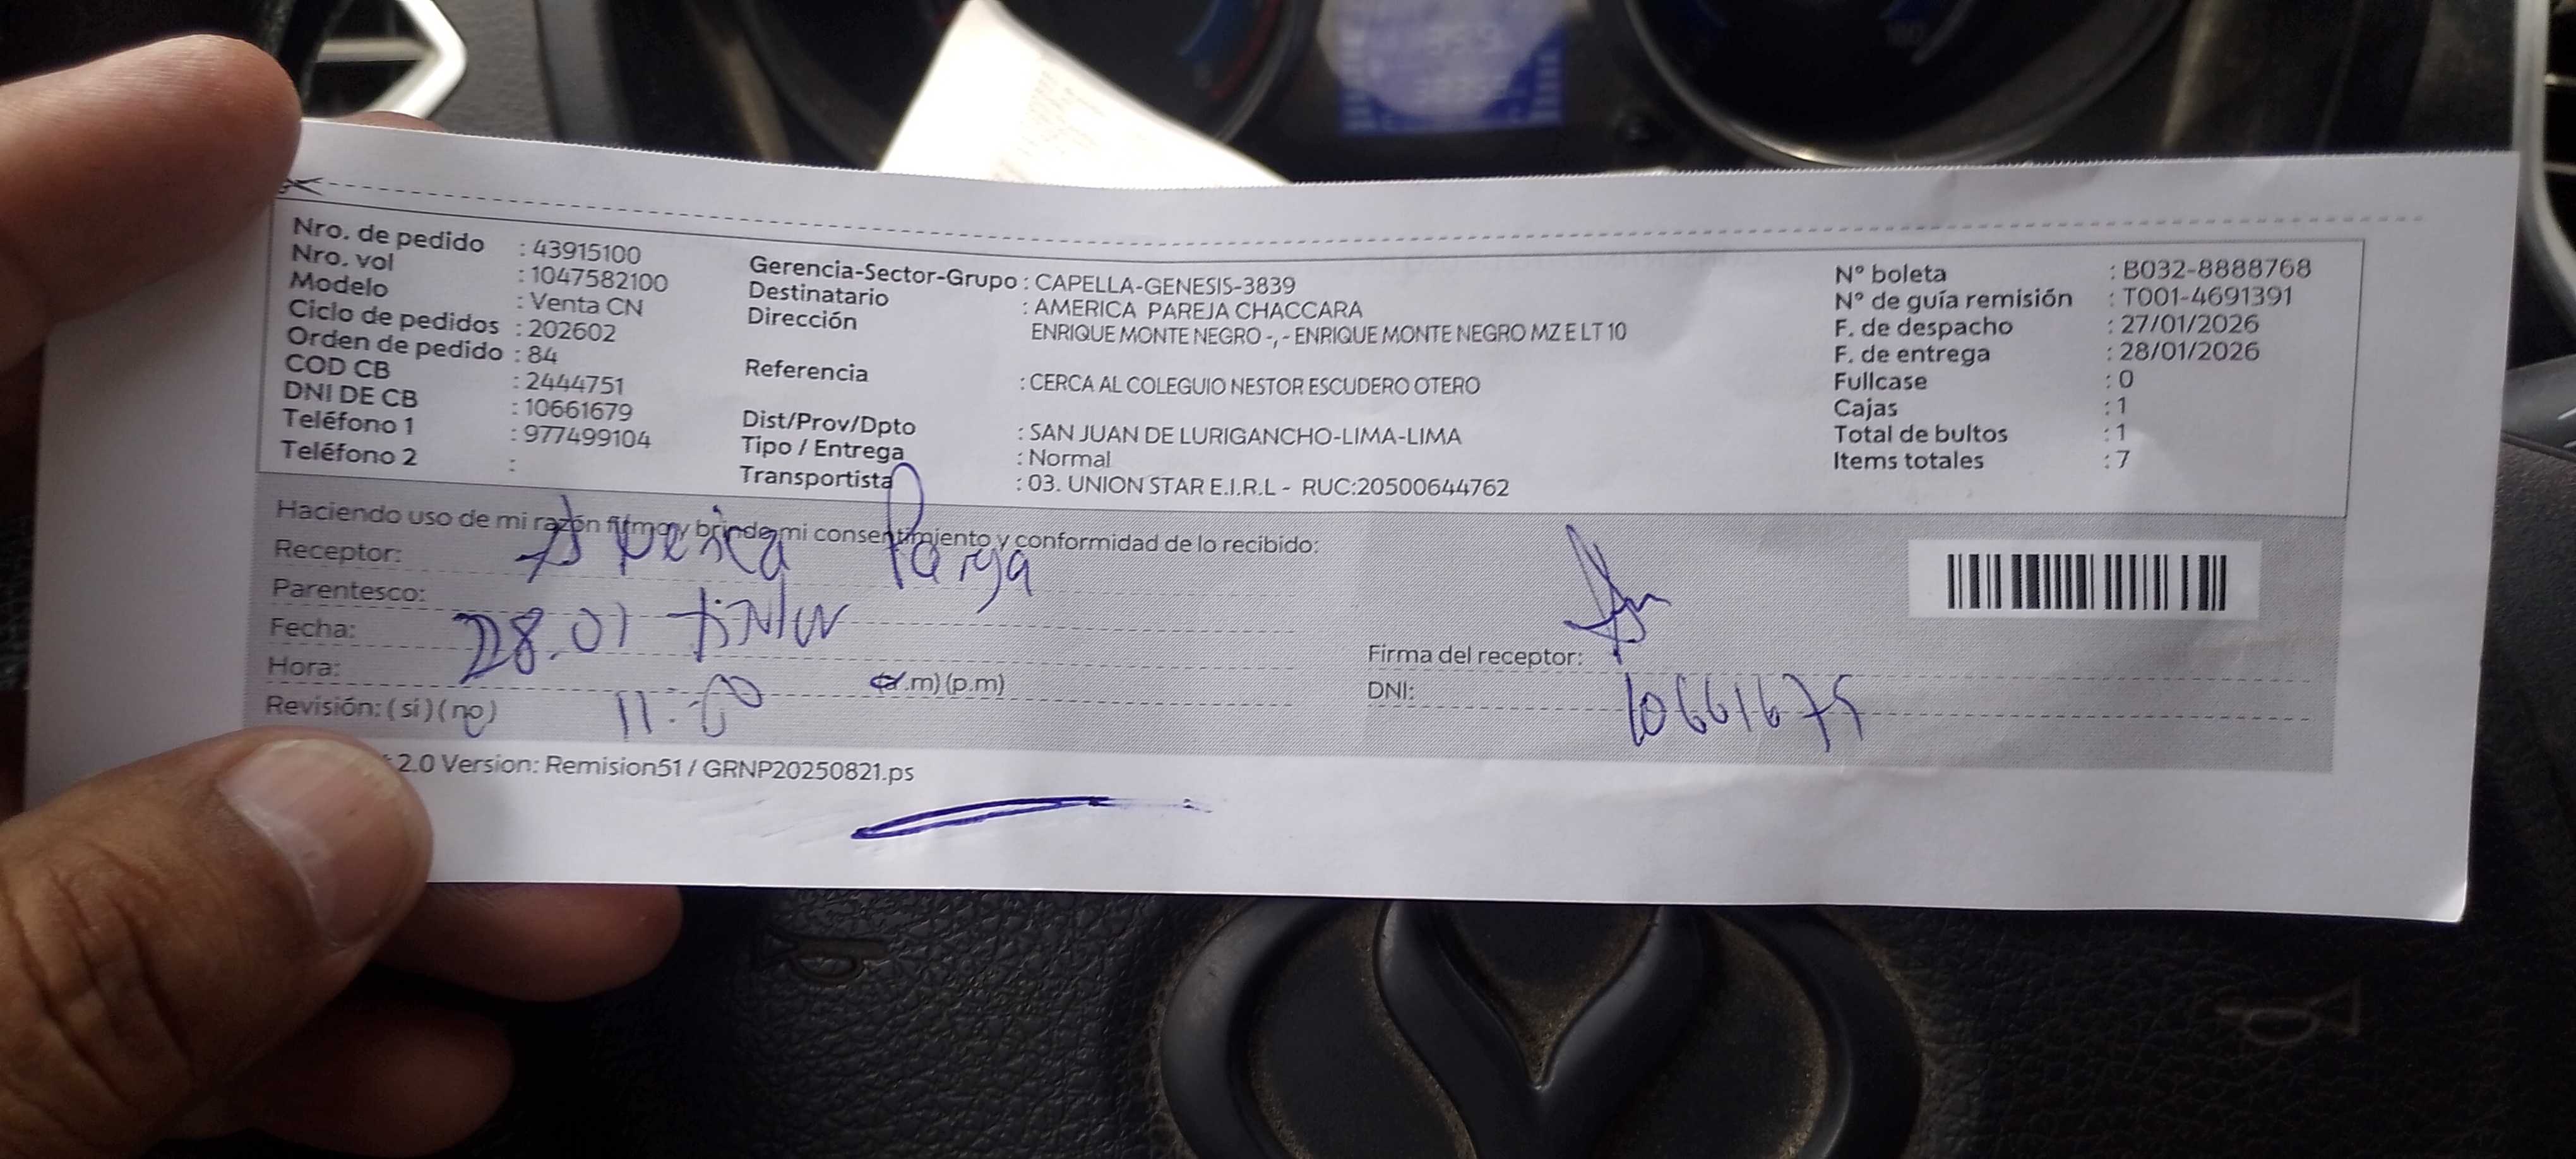 Nro. de pedido : 43915100
Nro. vol : 1047582100
Modelo : Venta CN
Ciclo de pedidos : 202602
Orden de pedido : 84
COD CB : 2444751
DNI DE CB : 10661679
Teléfono 1 : 977499104
Teléfono 2 :
Gerencia-Sector-Grupo : CAPELLA-GENESIS-3839
Destinatario : AMERICA PAREJA CHACCARA
Dirección ENRIQUE MONTE NEGRO -, - ENRIQUE MONTE NEGRO MZ E LT 10
Referencia : CERCA AL COLEGUIO NESTOR ESCUDERO OTERO
Dist/Prov/Dpto : SAN JUAN DE LURIGANCHO-LIMA-LIMA
Tipo / Entrega : Normal
Transportista : 03. UNION STAR E.I.R.L - RUC:20500644762
N° boleta : B032-8888768
N° de guía remisión : T001-4691391
F. de despacho : 27/01/2026
F. de entrega : 28/01/2026
Fullcase : 0
Cajas : 1
Total de bultos : 1
Items totales : 7
Haciendo uso de mi razón firmo y brindo mi consentimiento y conformidad de lo recibido:
Receptor:
Parentesco:
Fecha: 28.01
Hora: 11:00 (a.m) (p.m)
Revisión: ( si ) ( no )
Firma del receptor:
DNI: 10661679
2.0 Version: Remision51 / GRNP20250821.ps